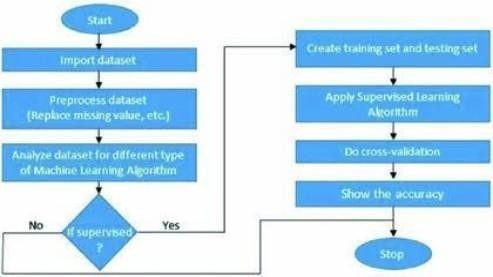 Start
Import dataset
Preprocess dataset
(Replace missing value, etc.)
Analyze dataset for different type
of Machine Learning Algorithm
If supervised
?
No
Yes
Create training set and testing set
Apply Supervised Learning
Algorithm
Do cross-validation
Show the accuracy
Stop